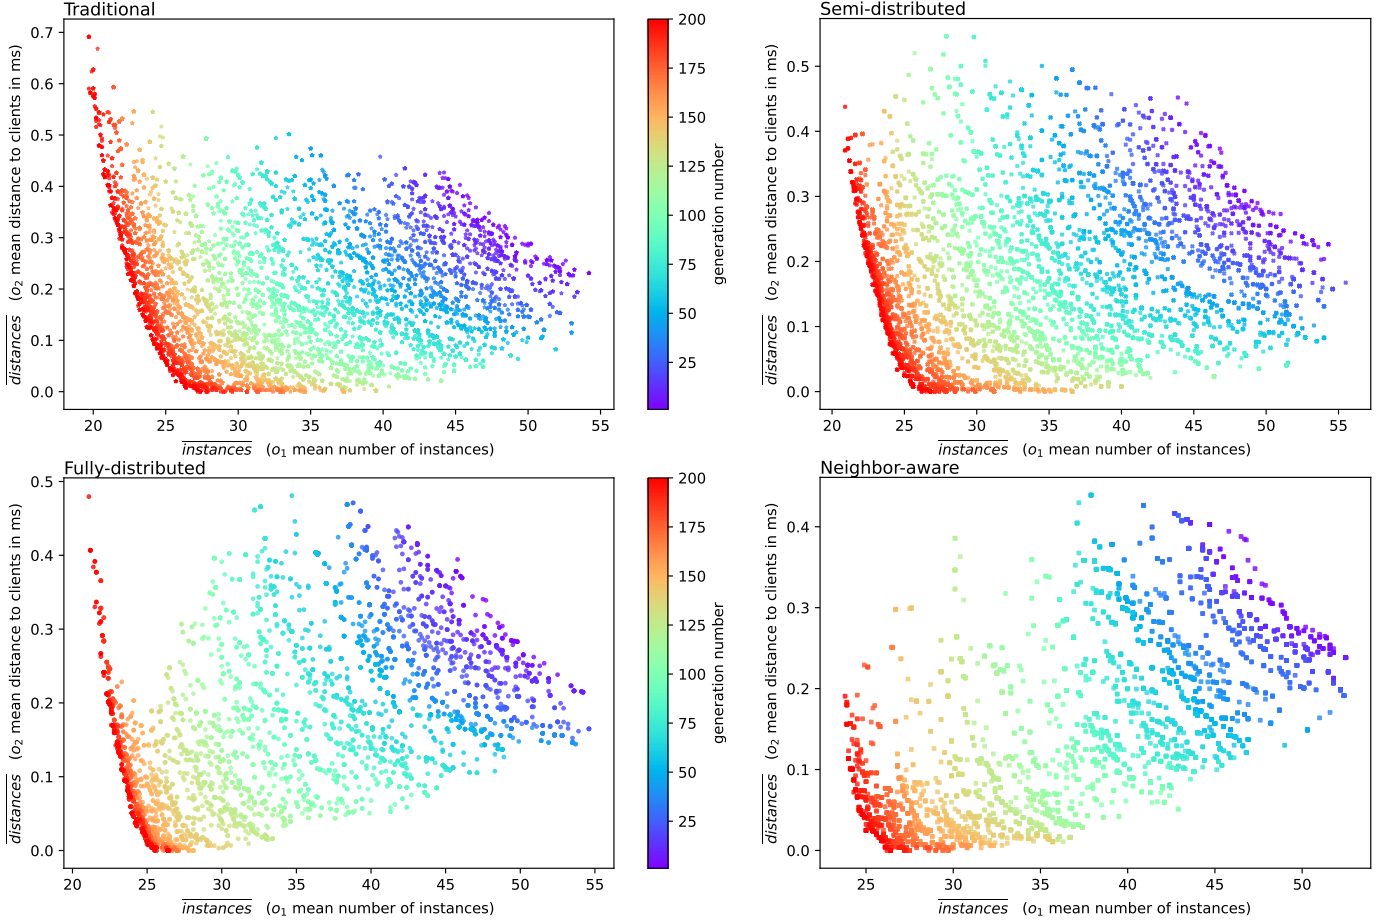 Traditional
0.7
0.6
0.5
0.4
0.3
0.2
0.1
0.0
distances (o2 mean distance to clients in ms)
20 25 30 35 40 45 50 55
instances (o1 mean number of instances)
200
175
150
125
100
75
50
25
generation number
Semi-distributed
0.5
0.4
0.3
0.2
0.1
0.0
distances (o2 mean distance to clients in ms)
25 30 35 40 45 50 55
instances (o1 mean number of instances)
Fully-distributed
0.5
0.4
0.3
0.2
0.1
0.0
distances (o2 mean distance to clients in ms)
20 25 30 35 40 45 50 55
instances (o1 mean number of instances)
200
175
150
125
100
75
50
25
generation number
Neighbor-aware
0.4
0.3
0.2
0.1
0.0
distances (o2 mean distance to clients in ms)
25 30 35 40 45 50
instances (o1 mean number of instances)